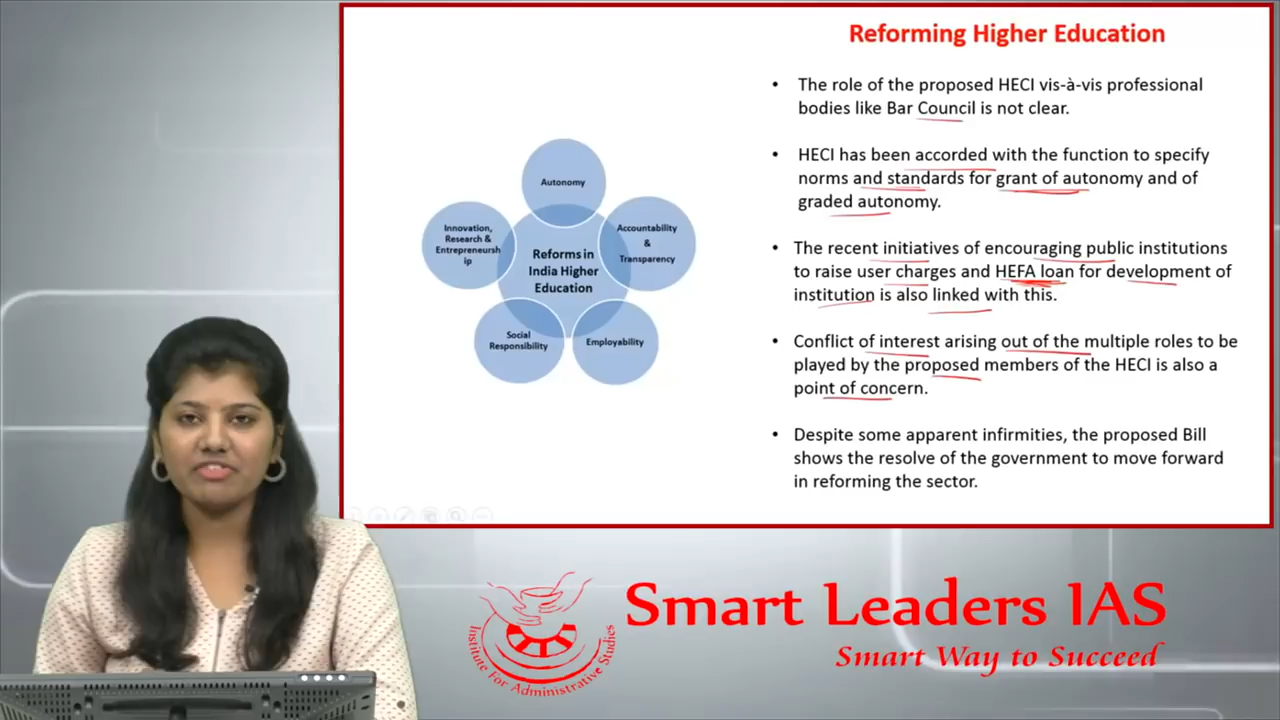 Reforming Higher Education
• The role of the proposed HECI vis-à-vis professional
bodies like Bar Council is not clear.
• HECI has been accorded with the function to specify
norms and standards for grant of autonomy and of
graded autonomy.
• The recent initiatives of encouraging public institutions
to raise user charges and HEFA loan for development of
institution is also linked with this.
• Conflict of interest arising out of the multiple roles to be
played by the proposed members of the HECI is also a
point of concern.
• Despite some apparent infirmities, the proposed Bill
shows the resolve of the government to move forward
in reforming the sector.
Autonomy
Accountability
&
Transparency
Employability
Social
Responsibility
Innovation,
Research &
Entrepreneursh
ip
Reforms in
India Higher
Education
Institute For Administrative Studies
Smart Leaders IAS
Smart Way to Succeed